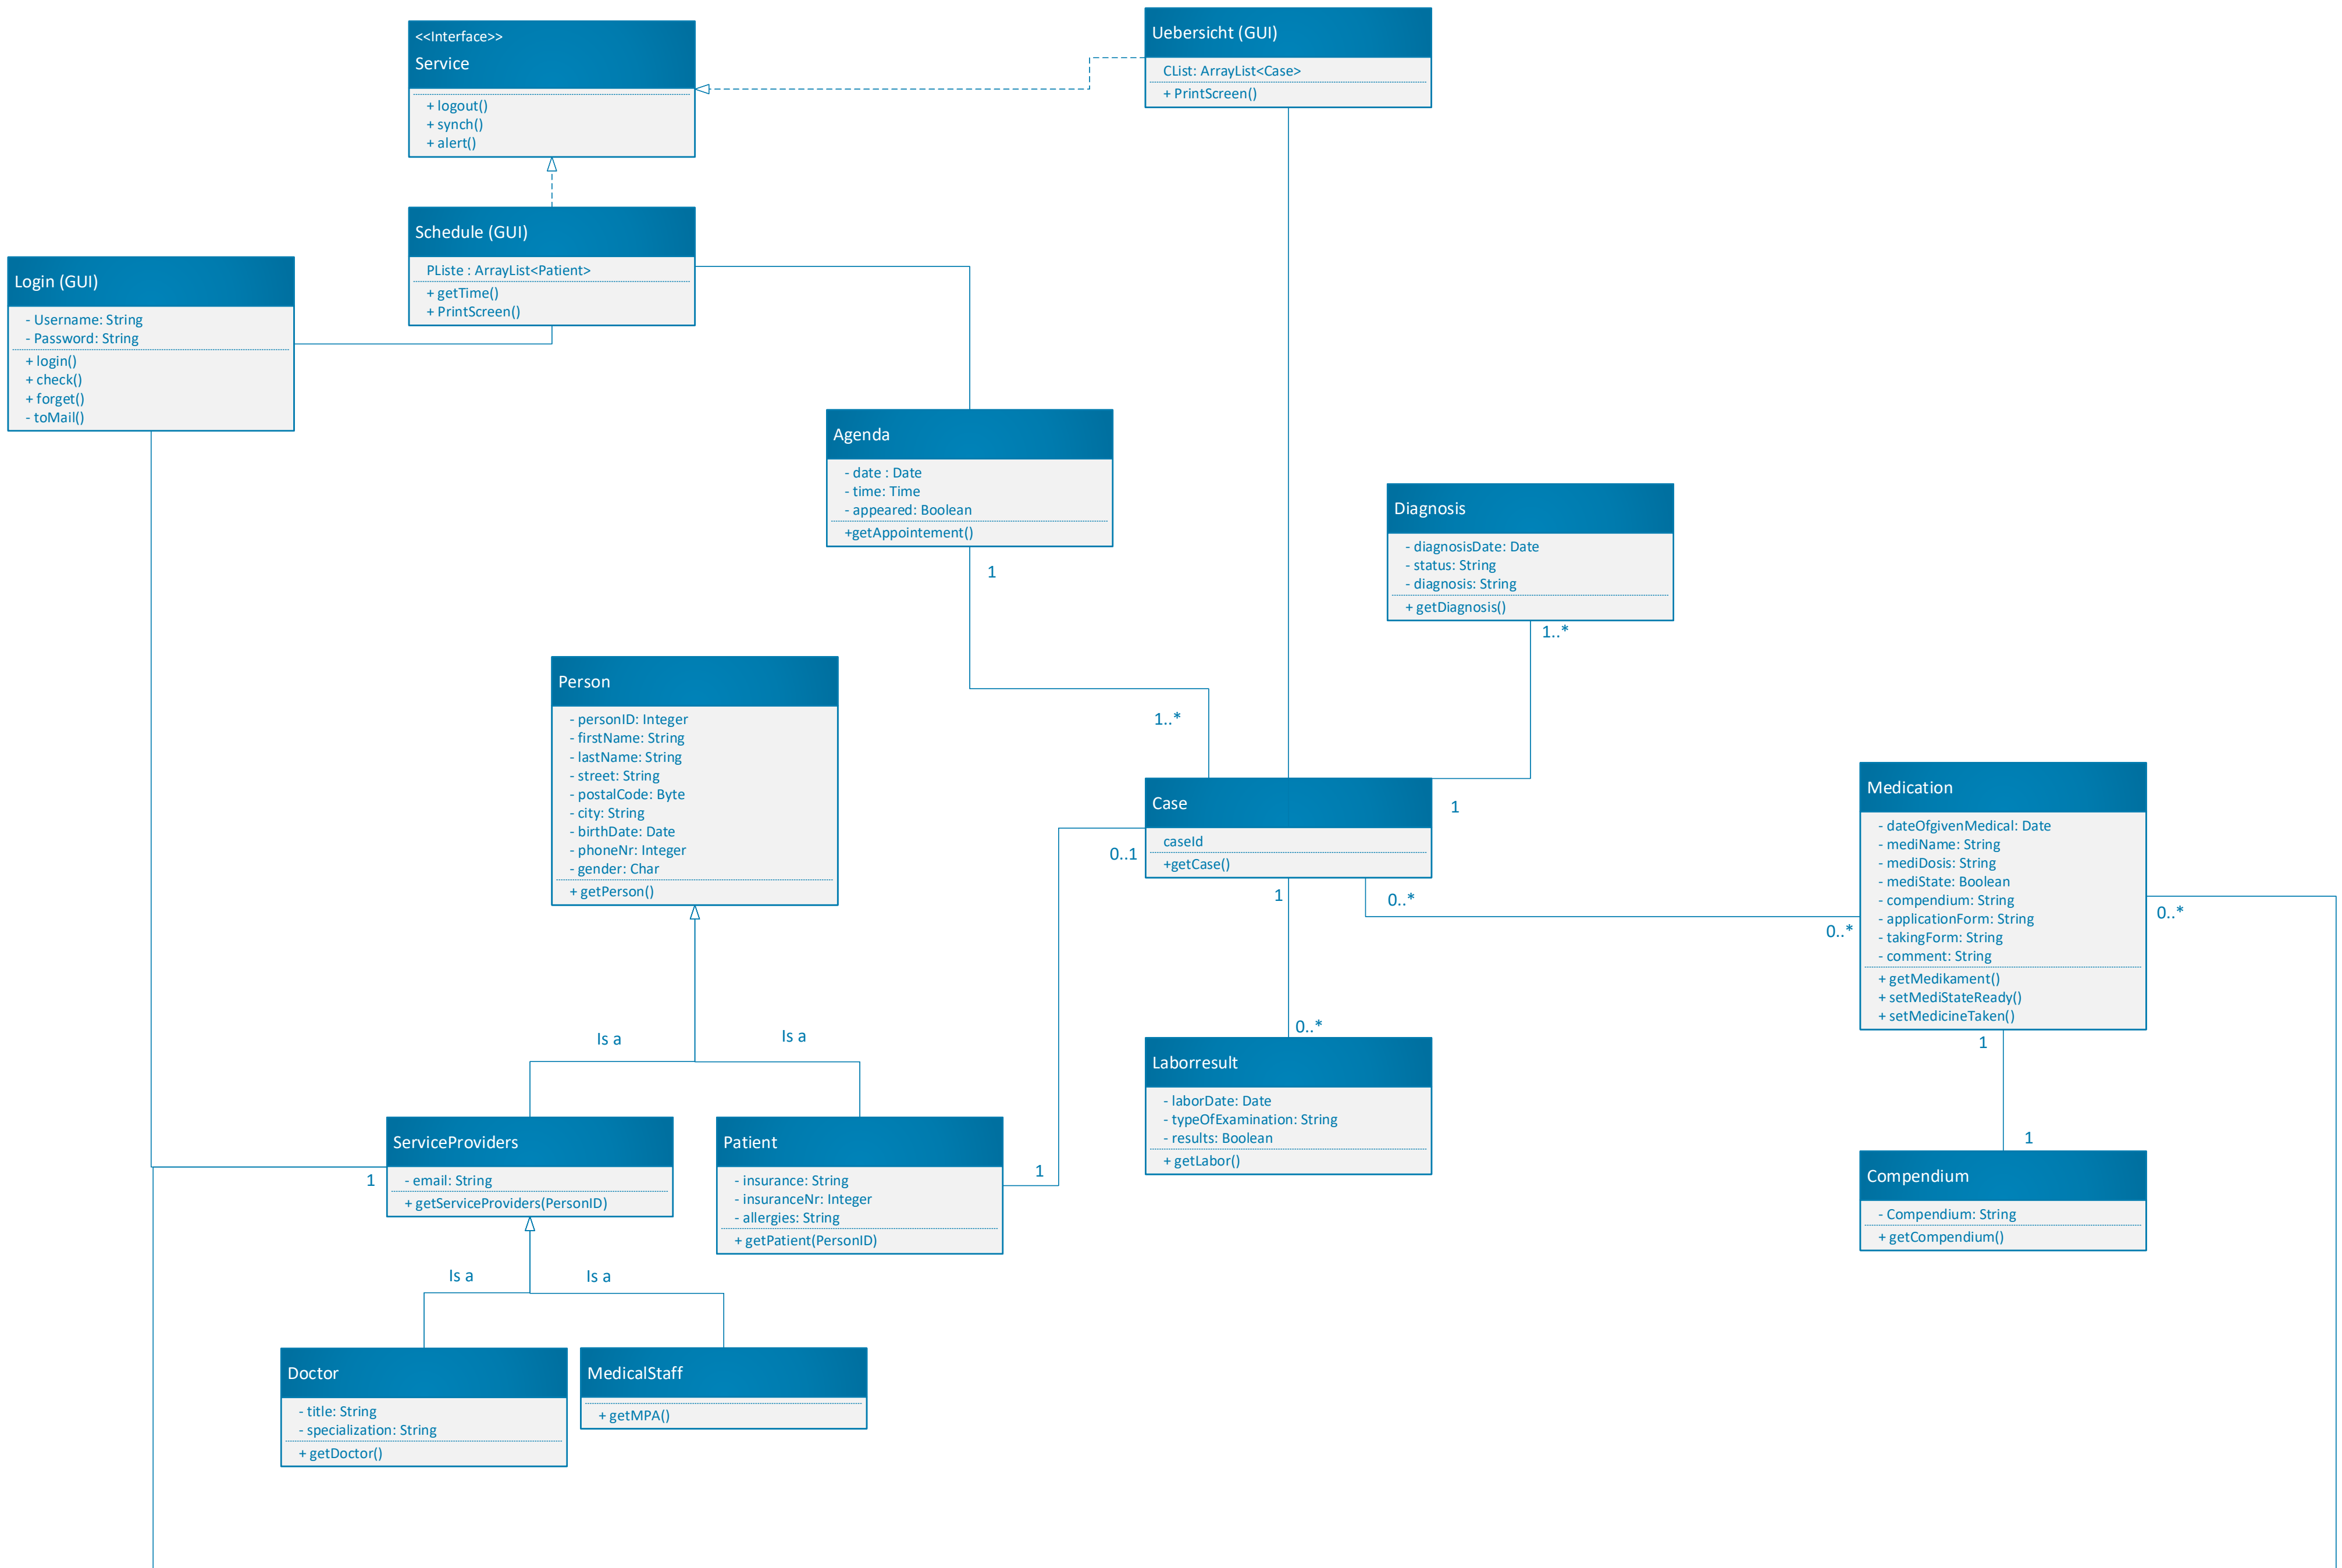 <<Interface>>
Service
+ logout()
+ synch()
+ alert()
Uebersicht (GUI)
CList: ArrayList<Case>
+ PrintScreen()
Schedule (GUI)
PListe : ArrayList<Patient>
+ getTime()
+ PrintScreen()
Login (GUI)
- Username: String
- Password: String
+ login()
+ check()
+ forget()
- toMail()
Agenda
- date : Date
- time: Time
- appeared: Boolean
+getAppointement()
1
1..*
Diagnosis
- diagnosisDate: Date
- status: String
- diagnosis: String
+ getDiagnosis()
1..*
1
Person
- personID: Integer
- firstName: String
- lastName: String
- street: String
- postalCode: Byte
- city: String
- birthDate: Date
- phoneNr: Integer
- gender: Char
+ getPerson()
Case
caseId
+getCase()
0..1
1
0..*
0..*
Medication
- dateOfgivenMedical: Date
- mediName: String
- mediDosis: String
- mediState: Boolean
- compendium: String
- applicationForm: String
- takingForm: String
- comment: String
+ getMedikament()
+ setMediStateReady()
+ setMedicineTaken()
0..*
1
1
Is a
Is a
0..*
Laborresult
- laborDate: Date
- typeOfExamination: String
- results: Boolean
+ getLabor()
ServiceProviders
- email: String
+ getServiceProviders(PersonID)
1
Patient
- insurance: String
- insuranceNr: Integer
- allergies: String
+ getPatient(PersonID)
1
Compendium
- Compendium: String
+ getCompendium()
Is a
Is a
Doctor
- title: String
- specialization: String
+ getDoctor()
MedicalStaff
+ getMPA()